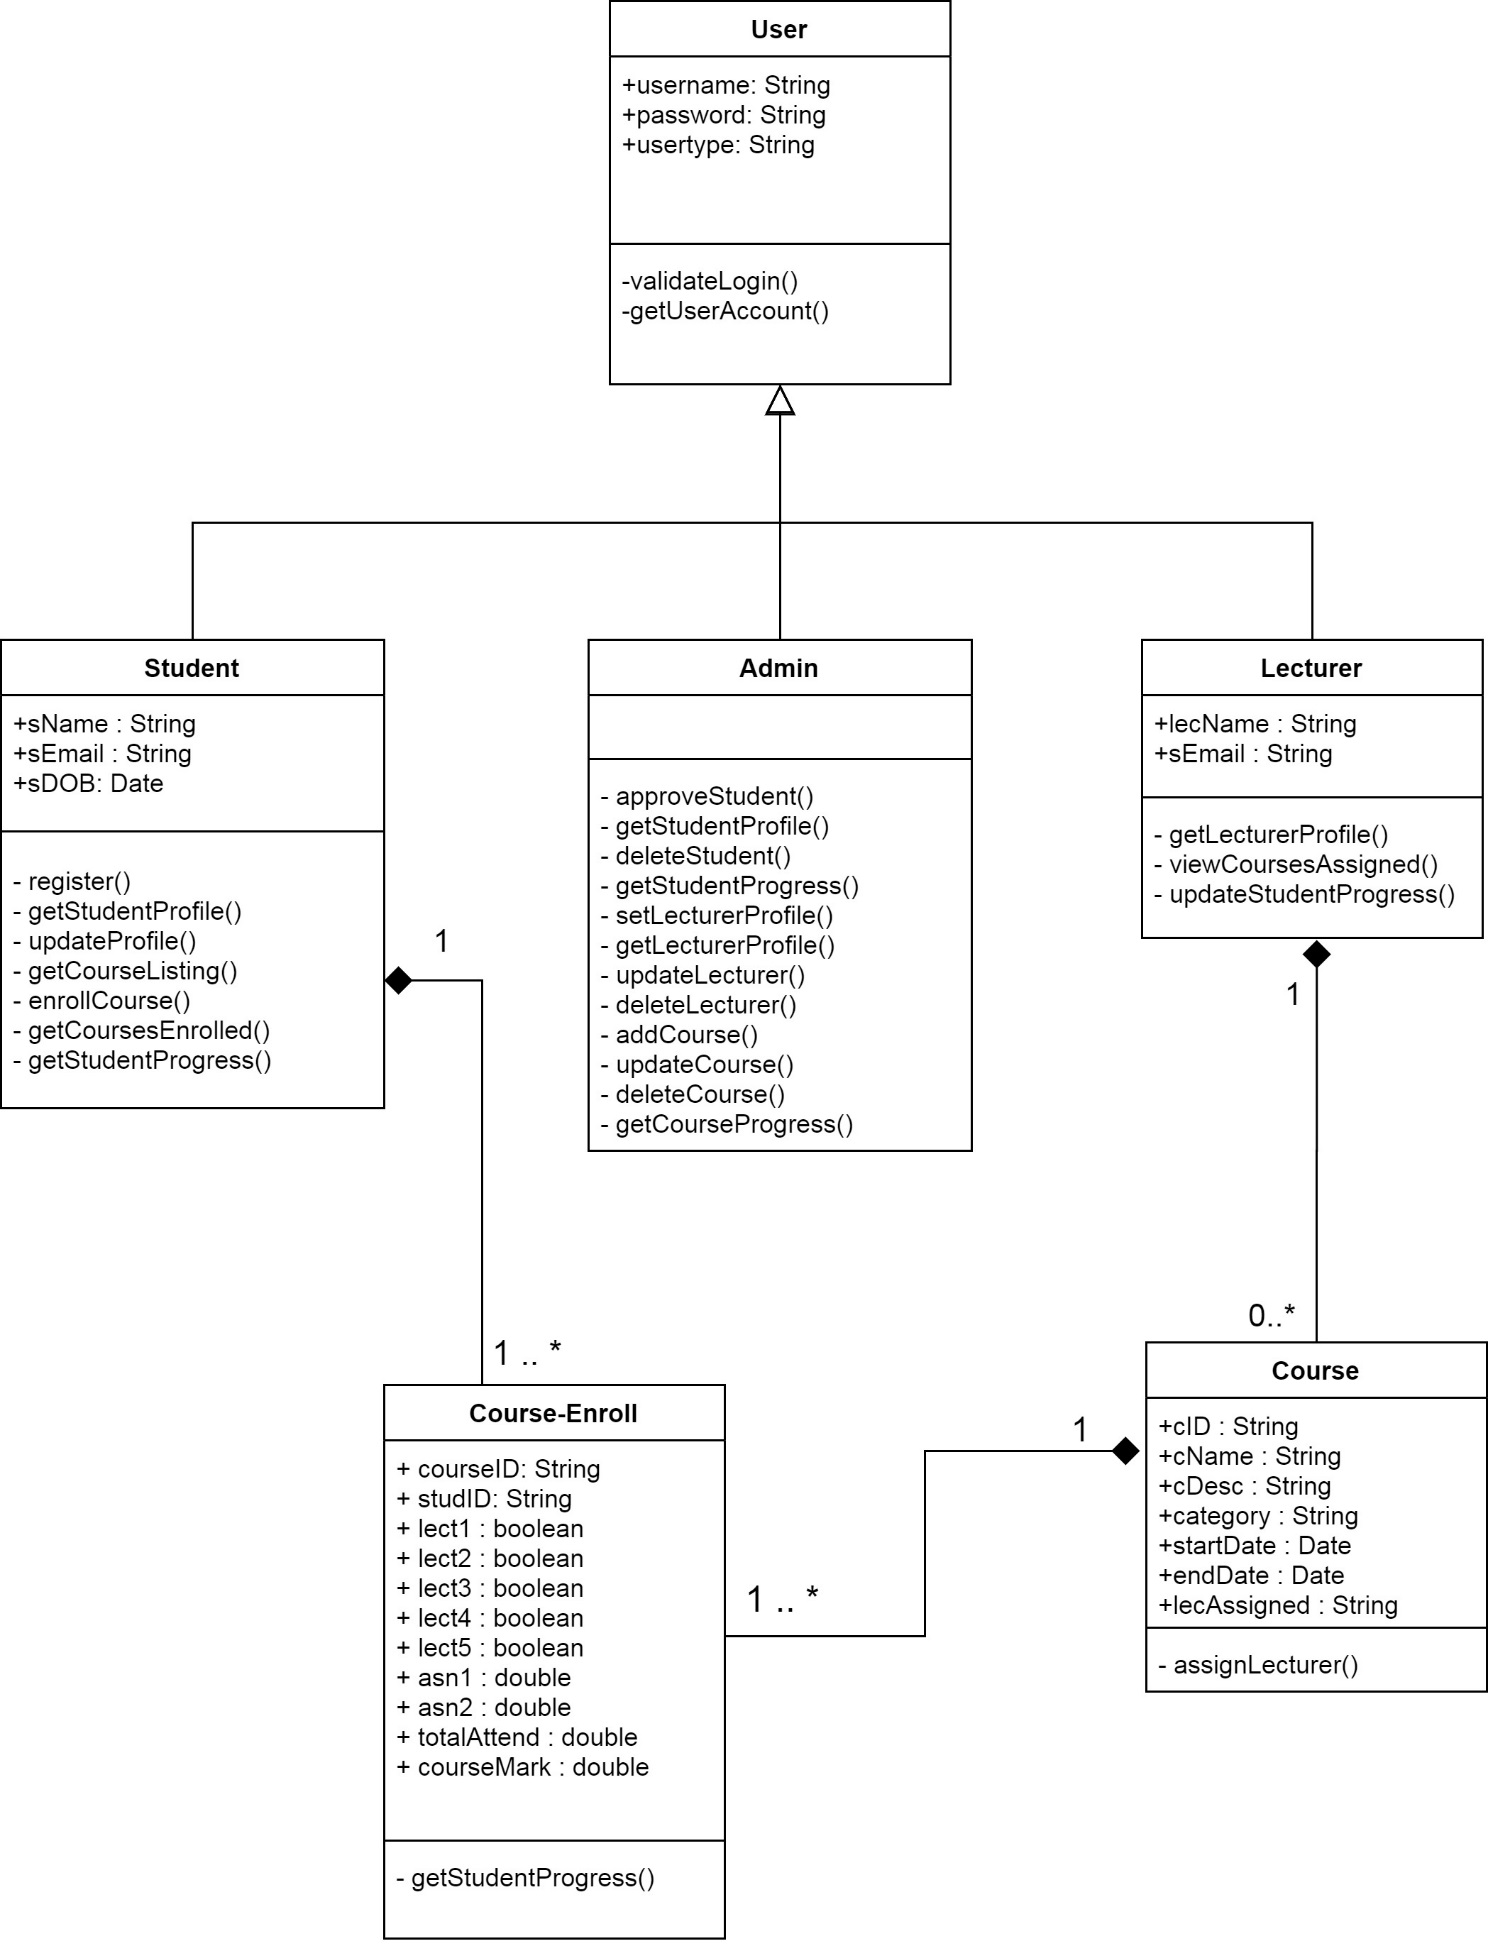 User
+username: String
+password: String
+usertype: String
-validateLogin()
-getUserAccount()
Student
+sName : String
+sEmail : String
+sDOB: Date
- register()
- getStudentProfile()
- updateProfile()
- getCourseListing()
- enrollCourse()
- getCoursesEnrolled()
- getStudentProgress()
1
1 .. *
Admin
- approveStudent()
- getStudentProfile()
- deleteStudent()
- getStudentProgress()
- setLecturerProfile()
- getLecturerProfile()
- updateLecturer()
- deleteLecturer()
- addCourse()
- updateCourse()
- deleteCourse()
- getCourseProgress()
Lecturer
+lecName : String
+sEmail : String
- getLecturerProfile()
- viewCoursesAssigned()
- updateStudentProgress()
1
0..*
Course-Enroll
+ courseID: String
+ studID: String
+ lect1 : boolean
+ lect2 : boolean
+ lect3 : boolean
+ lect4 : boolean
+ lect5 : boolean
+ asn1 : double
+ asn2 : double
+ totalAttend : double
+ courseMark : double
- getStudentProgress()
1 .. *
1
Course
+cID : String
+cName : String
+cDesc : String
+category : String
+startDate : Date
+endDate : Date
+lecAssigned : String
- assignLecturer()